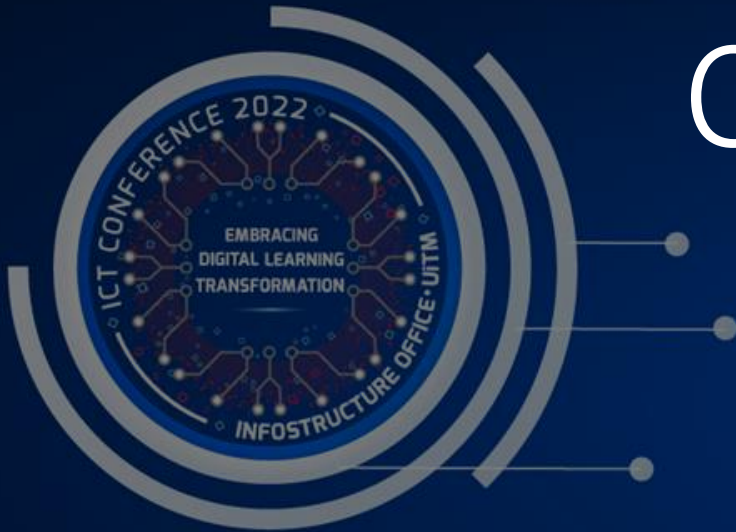 ICT CONFERENCE 2022
EMBRACING
DIGITAL LEARNING
TRANSFORMATION
INFOSTRUCTURE OFFICE • UiTM